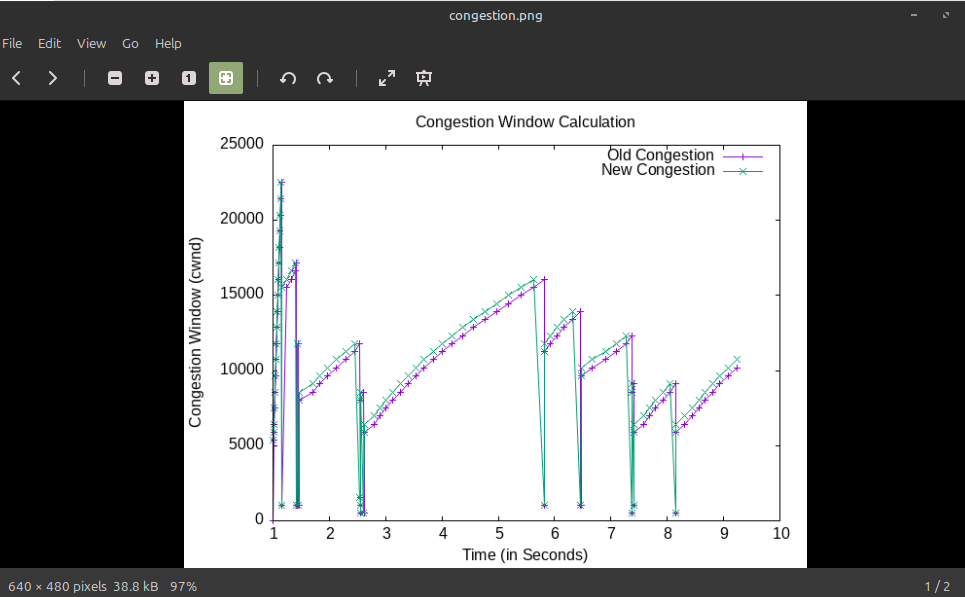 congestion.png
File Edit View Go Help
1
Congestion Window Calculation
Old Congestion
New Congestion
25000
20000
15000
10000
5000
0
Congestion Window (cwnd)
1 2 3 4 5 6 7 8 9 10
Time (in Seconds)
640 × 480 pixels 38.8 kB 97%
1 / 2